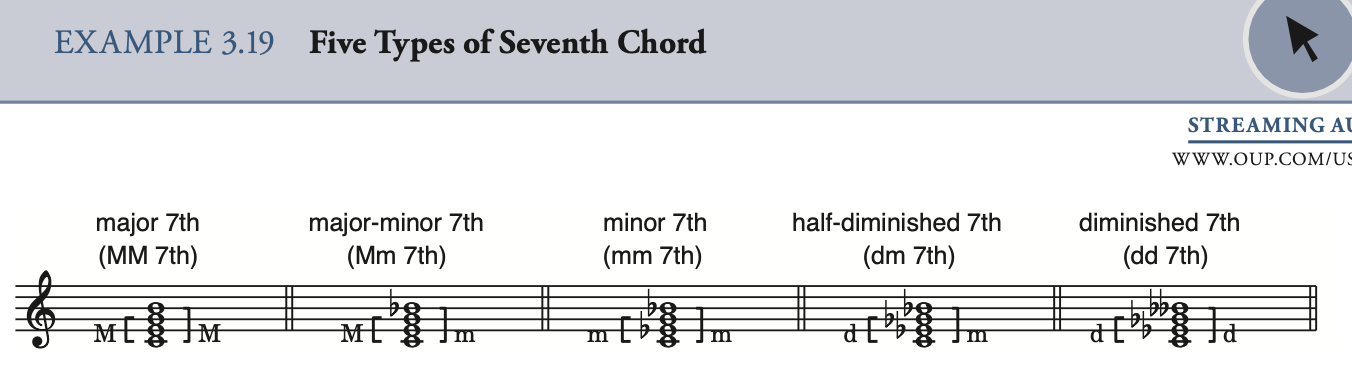 EXAMPLE 3.19 Five Types of Seventh Chord
STREAMING AU
WWW.OUP.COM/US
major 7th major-minor 7th minor 7th half-diminished 7th diminished 7th
(MM 7th) (Mm 7th) (mm 7th) (dm 7th) (dd 7th)
M M M m m m d m d d